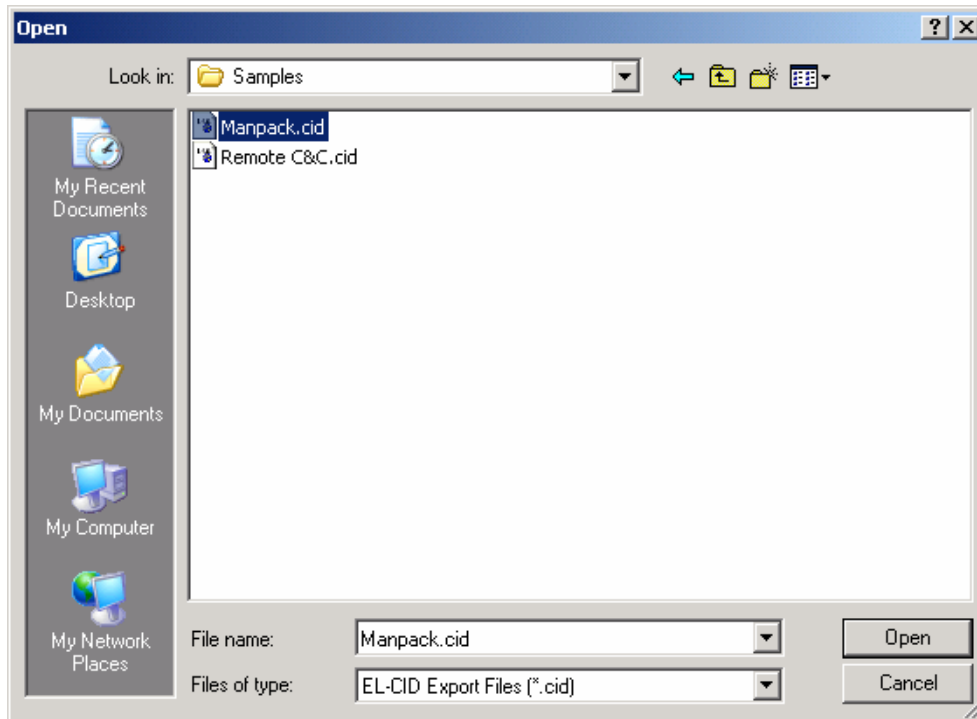 Open
Look in: Samples
Manpack.cid
Remote C&C.cid
My Recent
Documents
Desktop
My Documents
My Computer
My Network
Places
File name: Manpack.cid Open
Files of type: EL-CID Export Files (*.cid) Cancel